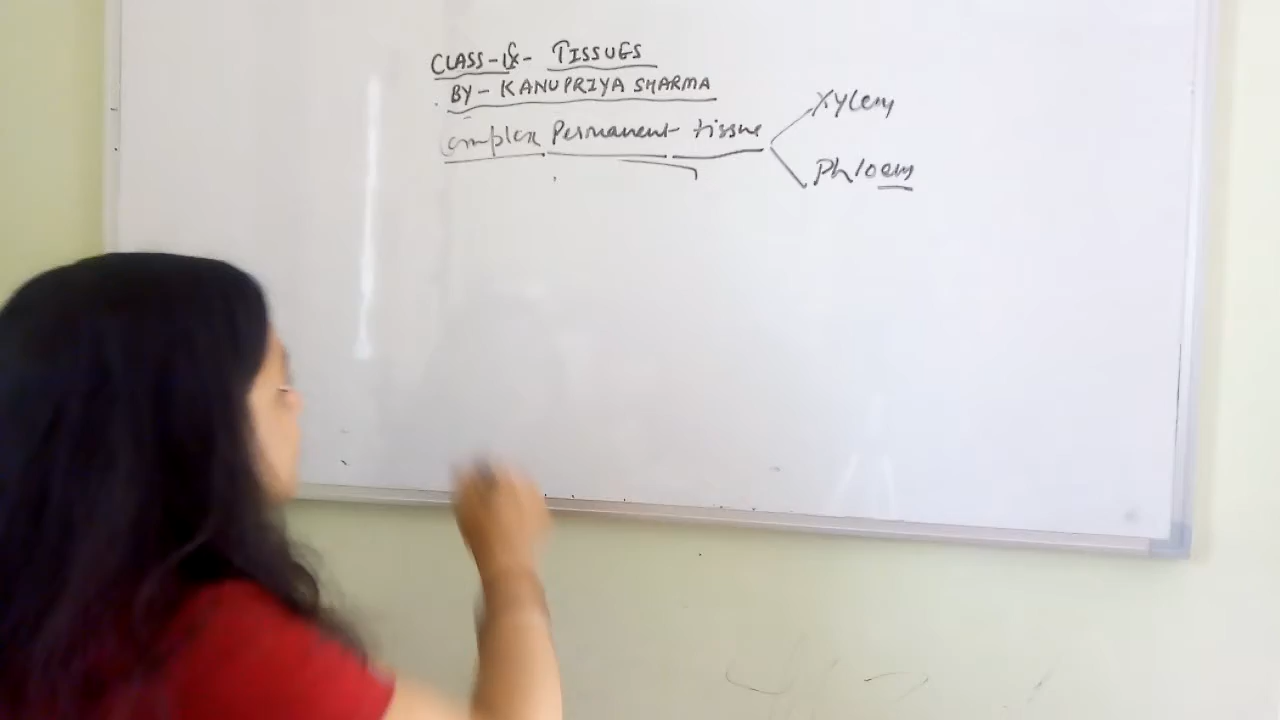 CLASS-IX- TISSUES
BY- KANUPRIYA SHARMA
Complex Permanent tissue
Xylem
Phloem